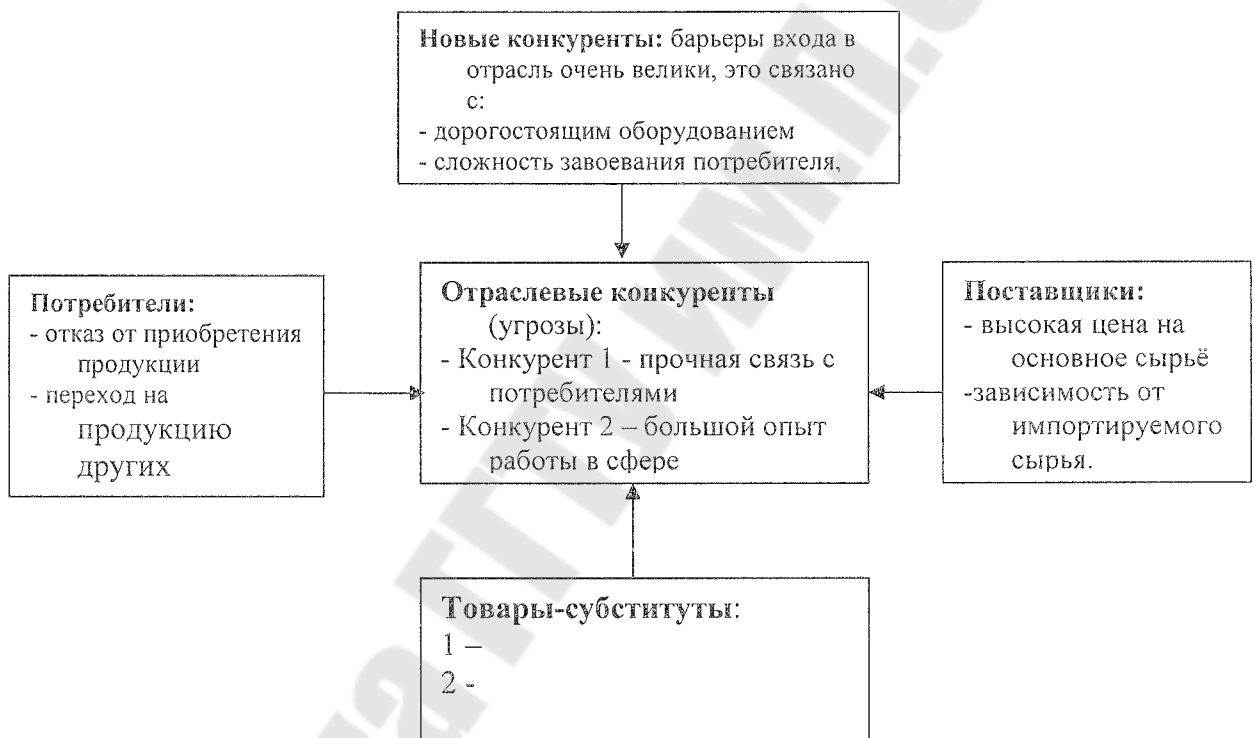 Новые конкуренты: барьеры входа в
отрасль очень велики, это связано
с:
- дорогостоящим оборудованием
- сложность завоевания потребителя,
Потребители:
- отказ от приобретения
продукции
- переход на
продукцию
других
Отраслевые конкуренты
(угрозы):
- Конкурент 1 - прочная связь с
потребителями
- Конкурент 2 – большой опыт
работы в сфере
Поставщики:
- высокая цена на
основное сырьё
-зависимость от
импортируемого
сырья.
Товары-субституты:
1 –
2 -